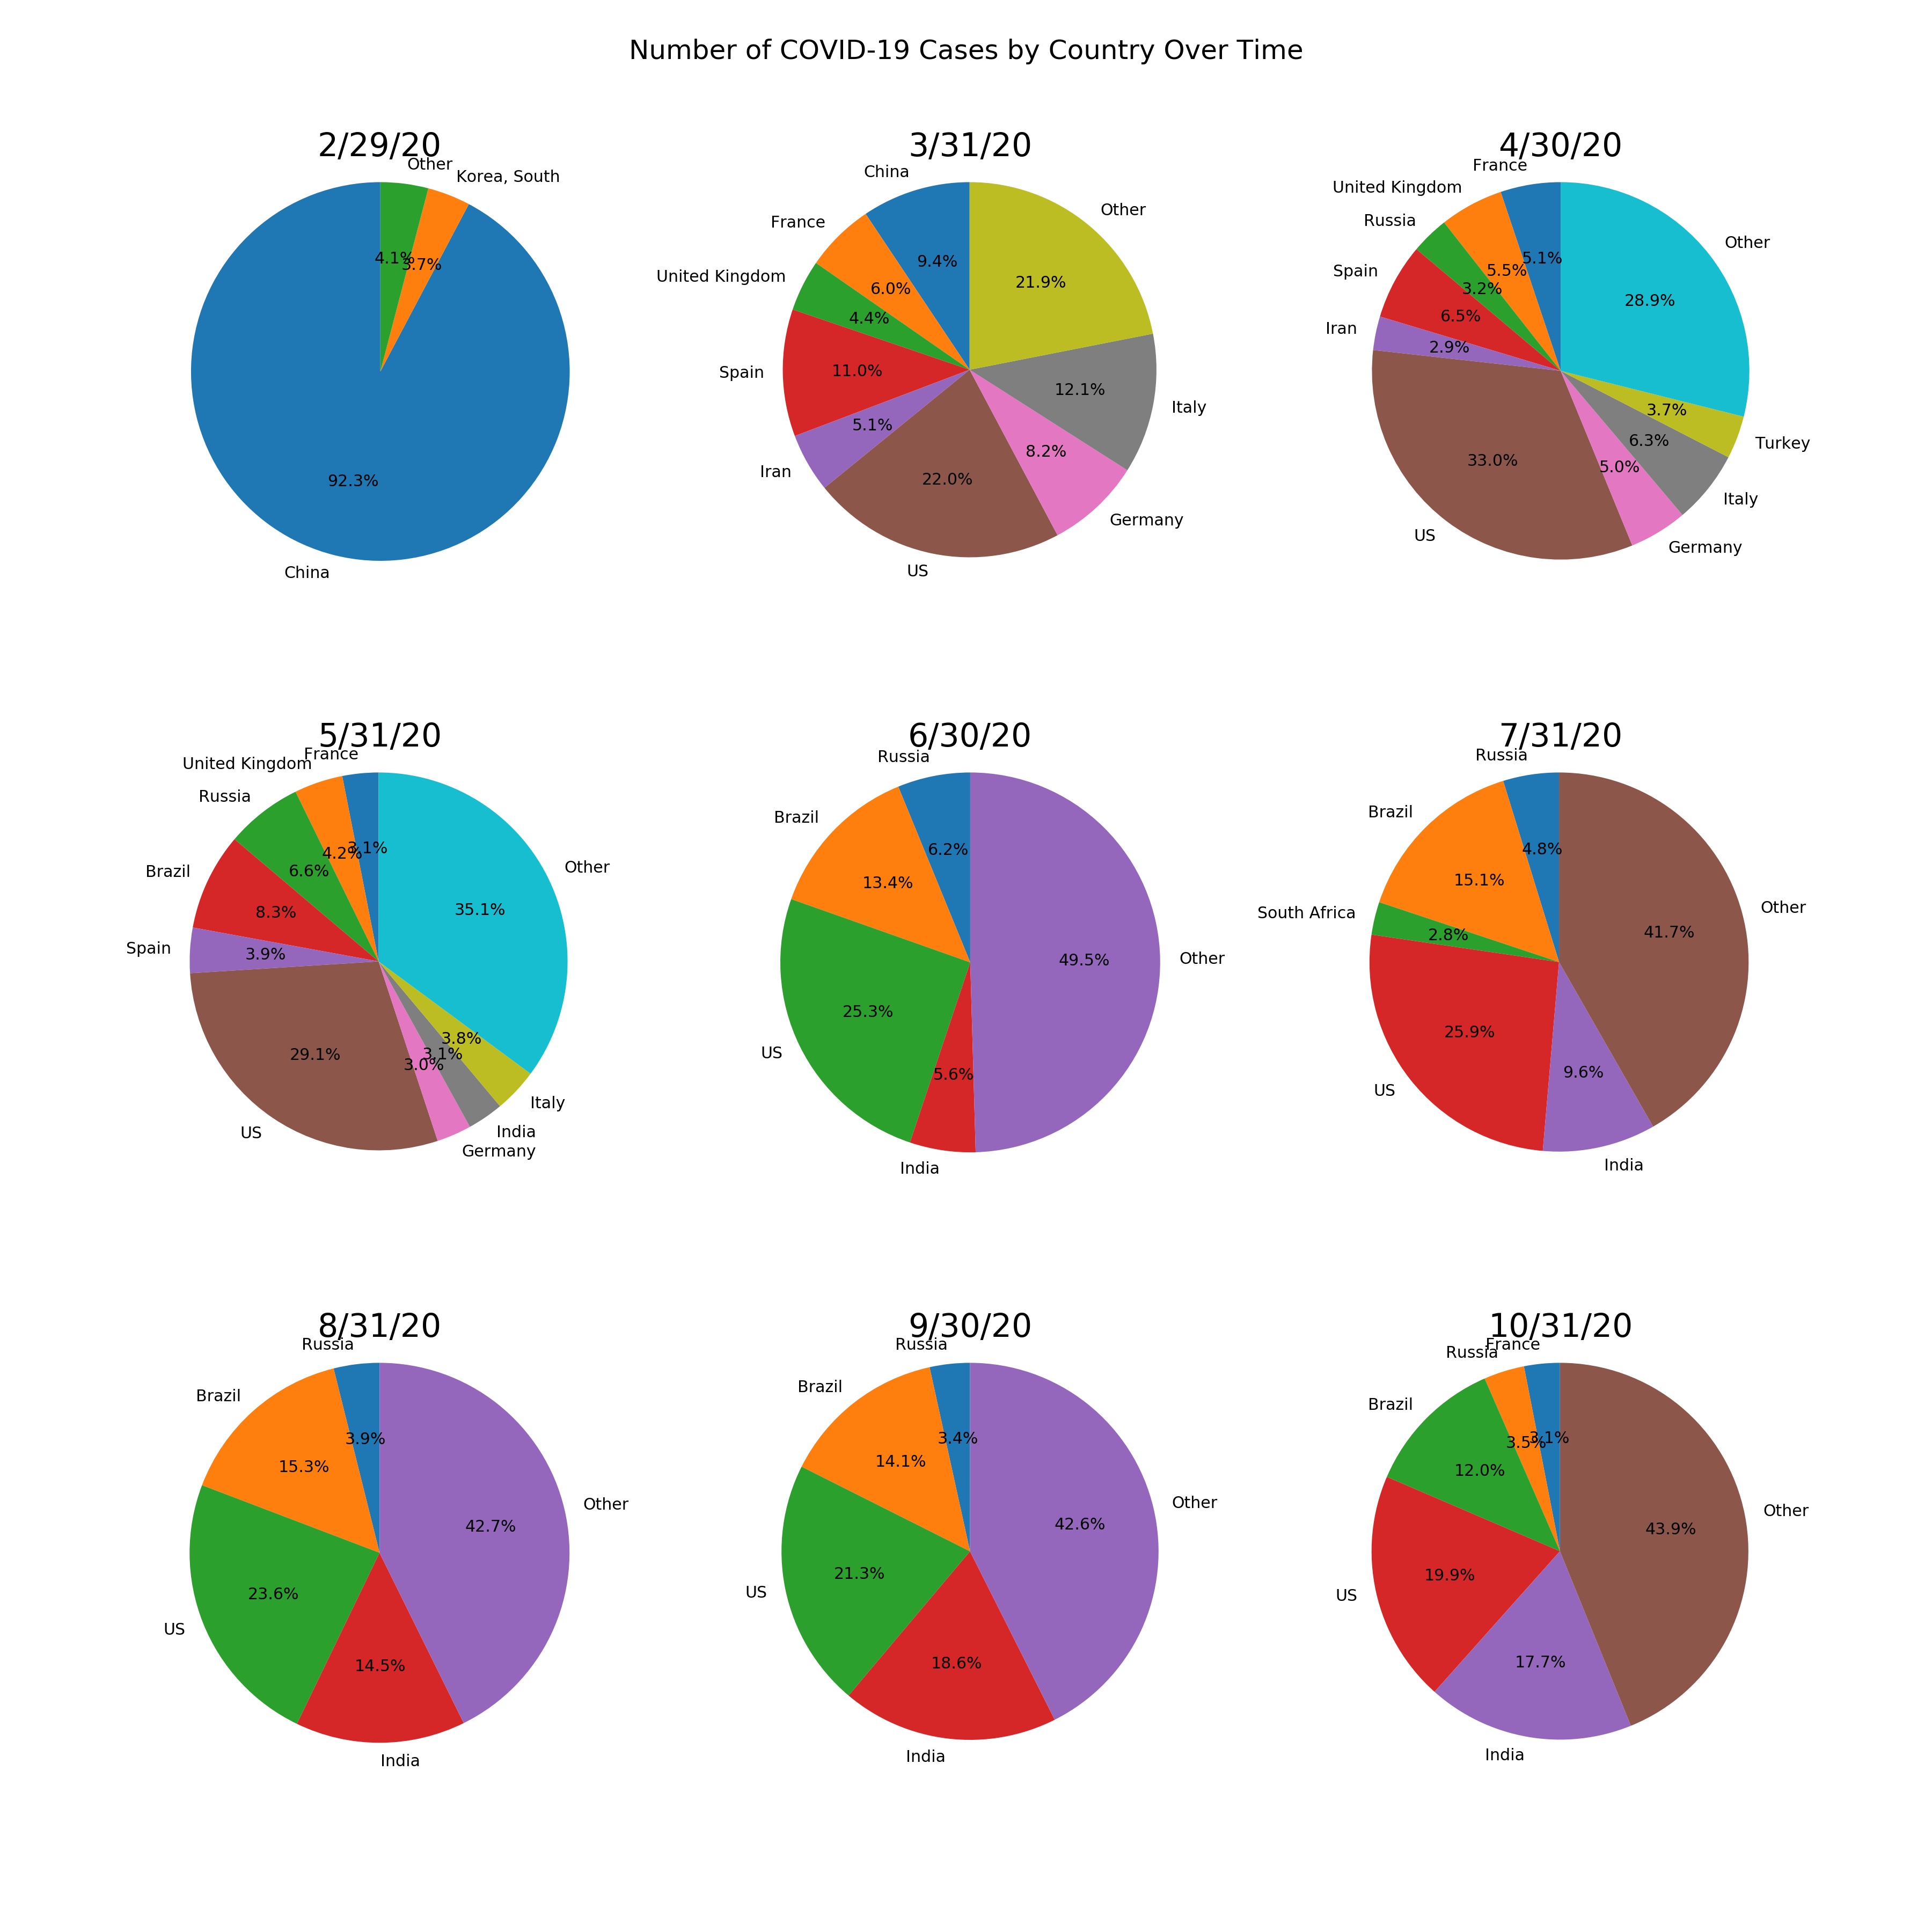 Number of COVID-19 Cases by Country Over Time
2/29/20
Other
Korea, South
4.1%
3.7%
92.3%
China
3/31/20
China
Other
France
United Kingdom
Spain
Iran
US
Germany
Italy
9.4%
6.0%
4.4%
11.0%
5.1%
22.0%
8.2%
12.1%
21.9%
4/30/20
France
United Kingdom
Russia
Spain
Iran
US
Germany
Italy
Turkey
Other
5.1%
5.5%
3.2%
6.5%
2.9%
33.0%
5.0%
6.3%
3.7%
28.9%
5/31/20
France
United Kingdom
Russia
Brazil
Spain
US
Germany
India
Italy
Other
3.1%
4.2%
6.6%
8.3%
3.9%
29.1%
3.0%
3.1%
3.8%
35.1%
6/30/20
Russia
Brazil
US
India
Other
6.2%
13.4%
25.3%
5.6%
49.5%
7/31/20
Russia
Brazil
South Africa
US
India
Other
4.8%
15.1%
2.8%
25.9%
9.6%
41.7%
8/31/20
Russia
Brazil
US
India
Other
3.9%
15.3%
23.6%
14.5%
42.7%
9/30/20
Russia
Brazil
US
India
Other
3.4%
14.1%
21.3%
18.6%
42.6%
10/31/20
France
Russia
Brazil
US
India
Other
3.1%
3.5%
12.0%
19.9%
17.7%
43.9%